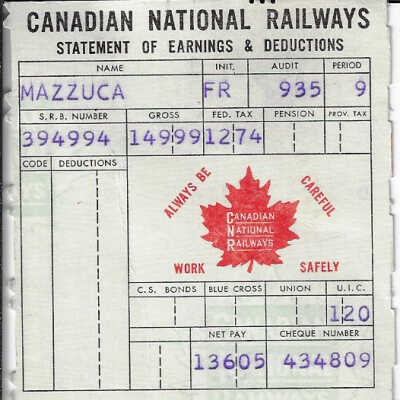 CANADIAN NATIONAL RAILWAYS
STATEMENT OF EARNINGS & DEDUCTIONS
NAME INIT. AUDIT PERIOD
MAZZUCA FR 935 9
S.R.B. NUMBER GROSS FED. TAX PENSION PROV. TAX
394994 14999 1274
CODE DEDUCTIONS
ALWAYS BE CAREFUL
CANADIAN
NATIONAL
RAILWAYS
WORK SAFELY
C.S. BONDS BLUE CROSS UNION U.I.C.
120
NET PAY CHEQUE NUMBER
13605 434809